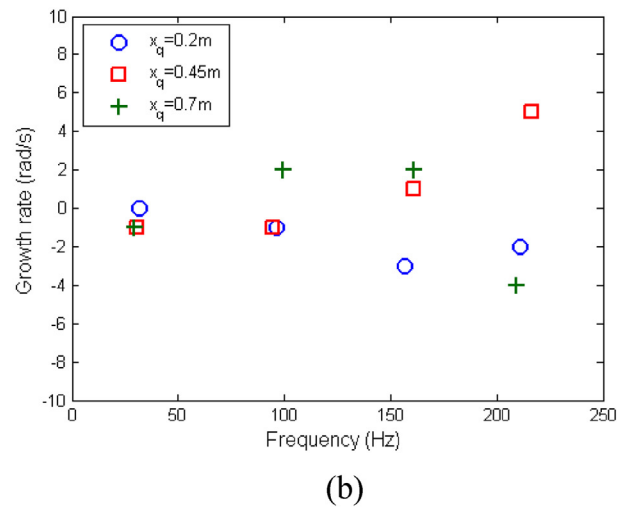 10
8
6
4
2
0
-2
-4
-6
-8
-10
Growth rate (rad/s)
x_q=0.2m
x_q=0.45m
x_q=0.7m
0 50 100 150 200 250
Frequency (Hz)
(b)